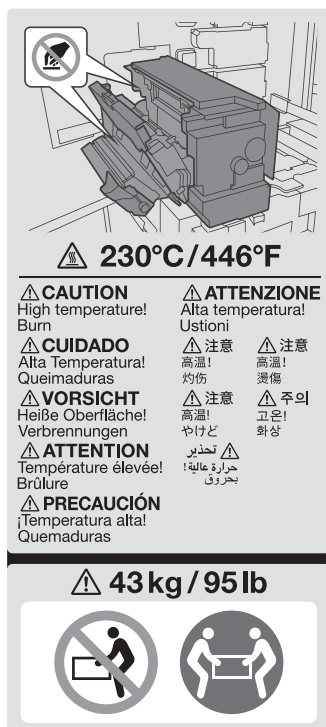 230°C/446°F
⚠CAUTION
High temperature!
Burn
⚠CUIDADO
Alta Temperatura!
Queimaduras
⚠VORSICHT
Heiße Oberfläche!
Verbrennungen
⚠ATTENTION
Température élevée!
Brûlure
⚠PRECAUCIÓN
¡Temperatura alta!
Quemaduras
⚠ATTENZIONE
Alta temperatura!
Ustioni
⚠注意
高温!
灼伤
⚠注意
高溫!
燙傷
⚠注意
高温!
やけど
⚠주의
고온!
화상
⚠ تحذير
حرارة عالية!
بحروق
⚠ 43 kg / 95 lb